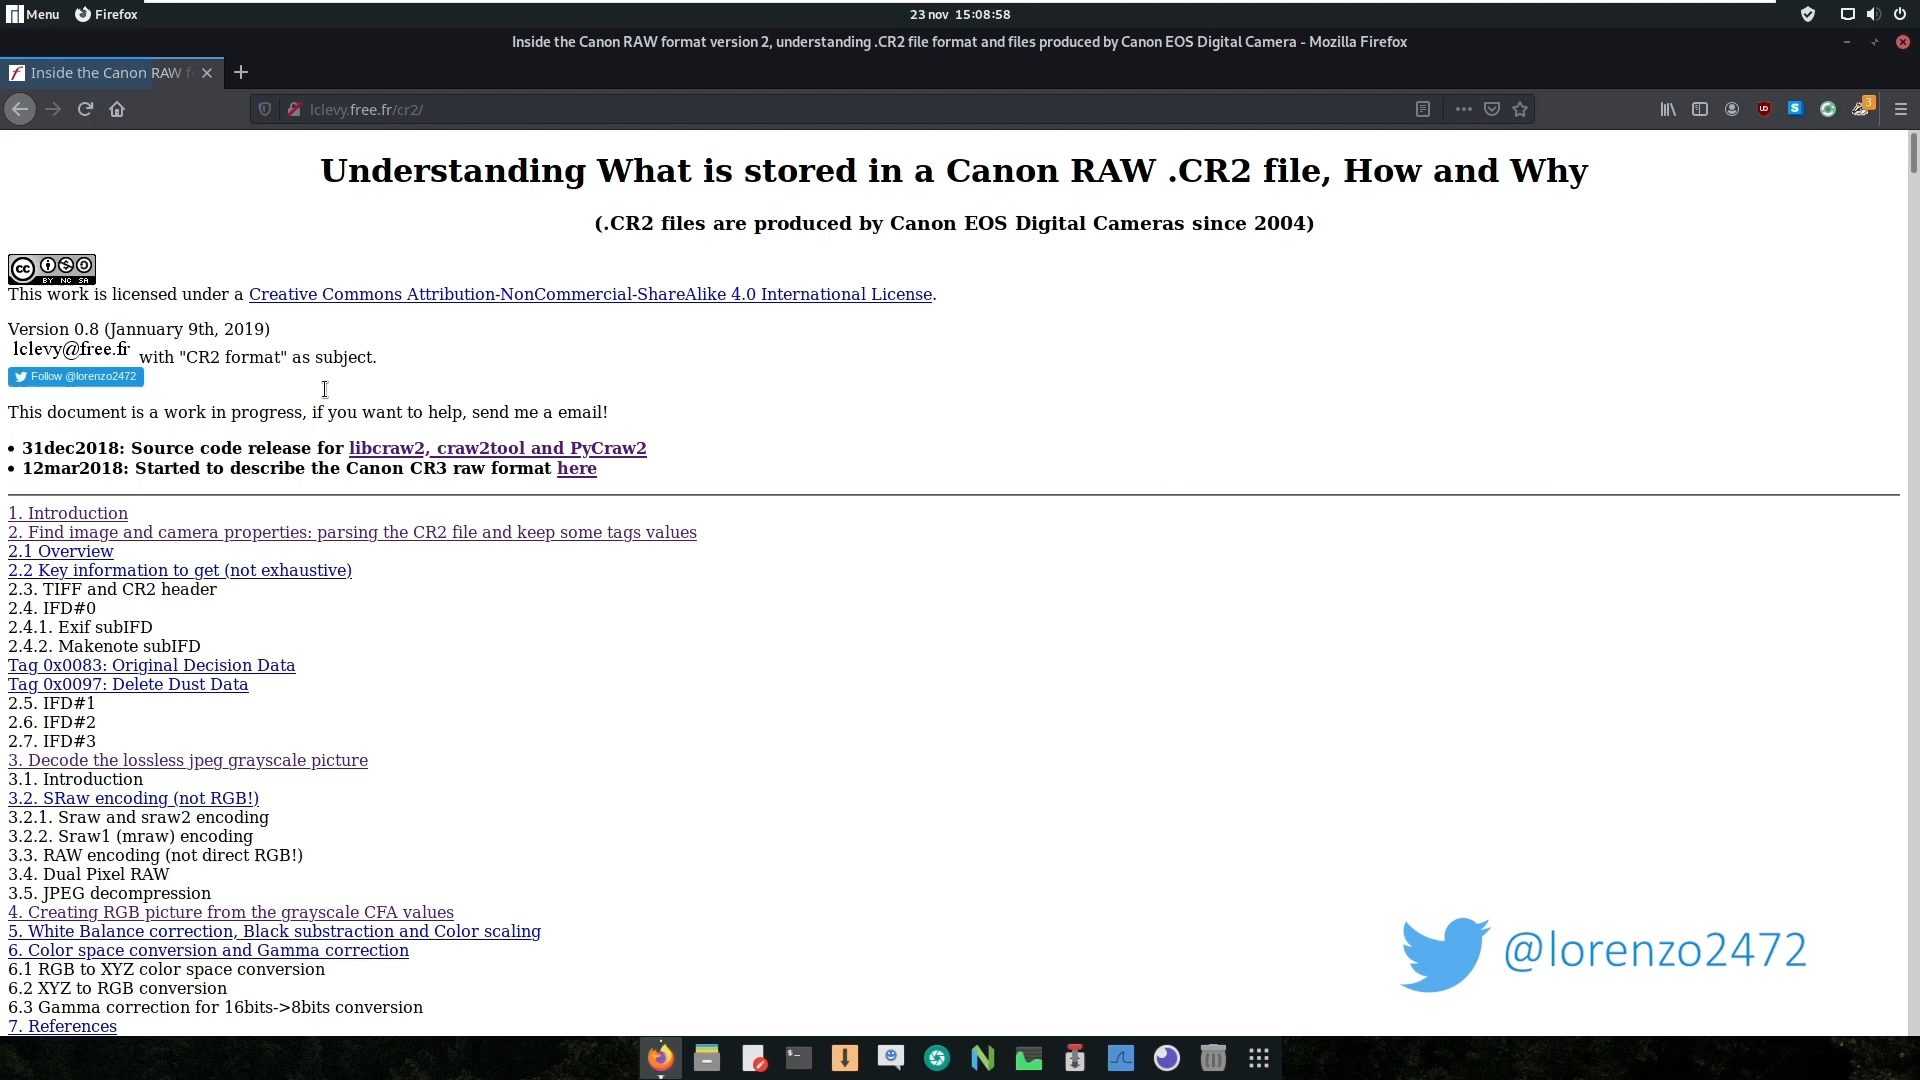 Menu Firefox 23 nov 15:08:58
Inside the Canon RAW format version 2, understanding .CR2 file format and files produced by Canon EOS Digital Camera - Mozilla Firefox
Inside the Canon RAW f
lclevy.free.fr/cr2/
3
Understanding What is stored in a Canon RAW .CR2 file, How and Why
(.CR2 files are produced by Canon EOS Digital Cameras since 2004)
cc BY NC SA
This work is licensed under a Creative Commons Attribution-NonCommercial-ShareAlike 4.0 International License.
Version 0.8 (Jannuary 9th, 2019)
lclevy@free.fr with "CR2 format" as subject.
Follow @lorenzo2472
This document is a work in progress, if you want to help, send me a email!
• 31dec2018: Source code release for libcraw2, craw2tool and PyCraw2
• 12mar2018: Started to describe the Canon CR3 raw format here
1. Introduction
2. Find image and camera properties: parsing the CR2 file and keep some tags values
2.1 Overview
2.2 Key information to get (not exhaustive)
2.3. TIFF and CR2 header
2.4. IFD#0
2.4.1. Exif subIFD
2.4.2. Makenote subIFD
Tag 0x0083: Original Decision Data
Tag 0x0097: Delete Dust Data
2.5. IFD#1
2.6. IFD#2
2.7. IFD#3
3. Decode the lossless jpeg grayscale picture
3.1. Introduction
3.2. SRaw encoding (not RGB!)
3.2.1. Sraw and sraw2 encoding
3.2.2. Sraw1 (mraw) encoding
3.3. RAW encoding (not direct RGB!)
3.4. Dual Pixel RAW
3.5. JPEG decompression
4. Creating RGB picture from the grayscale CFA values
5. White Balance correction, Black substraction and Color scaling
6. Color space conversion and Gamma correction
6.1 RGB to XYZ color space conversion
6.2 XYZ to RGB conversion
6.3 Gamma correction for 16bits->8bits conversion
7. References
@lorenzo2472